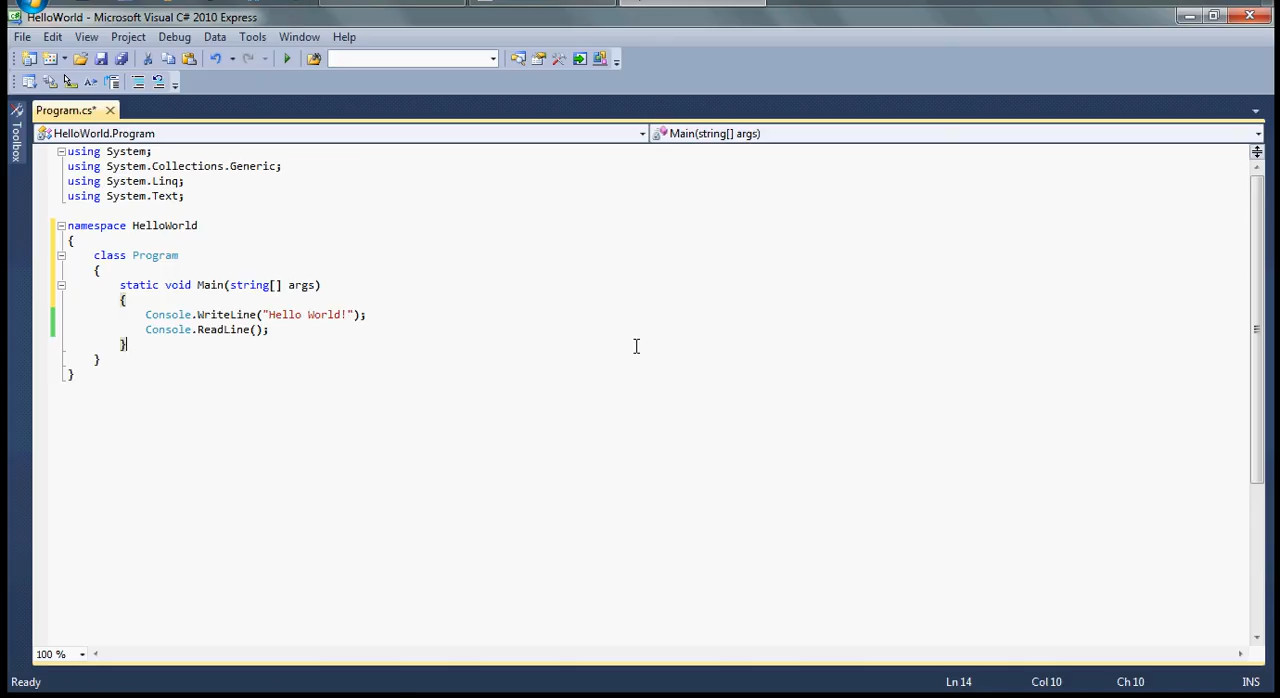 HelloWorld - Microsoft Visual C# 2010 Express
File Edit View Project Debug Data Tools Window Help
Program.cs*
Toolbox
HelloWorld.Program Main(string[] args)
using System;
using System.Collections.Generic;
using System.Linq;
using System.Text;
namespace HelloWorld
{
class Program
{
static void Main(string[] args)
{
Console.WriteLine("Hello World!");
Console.ReadLine();
}
}
}
100 %
Ready Ln 14 Col 10 Ch 10 INS